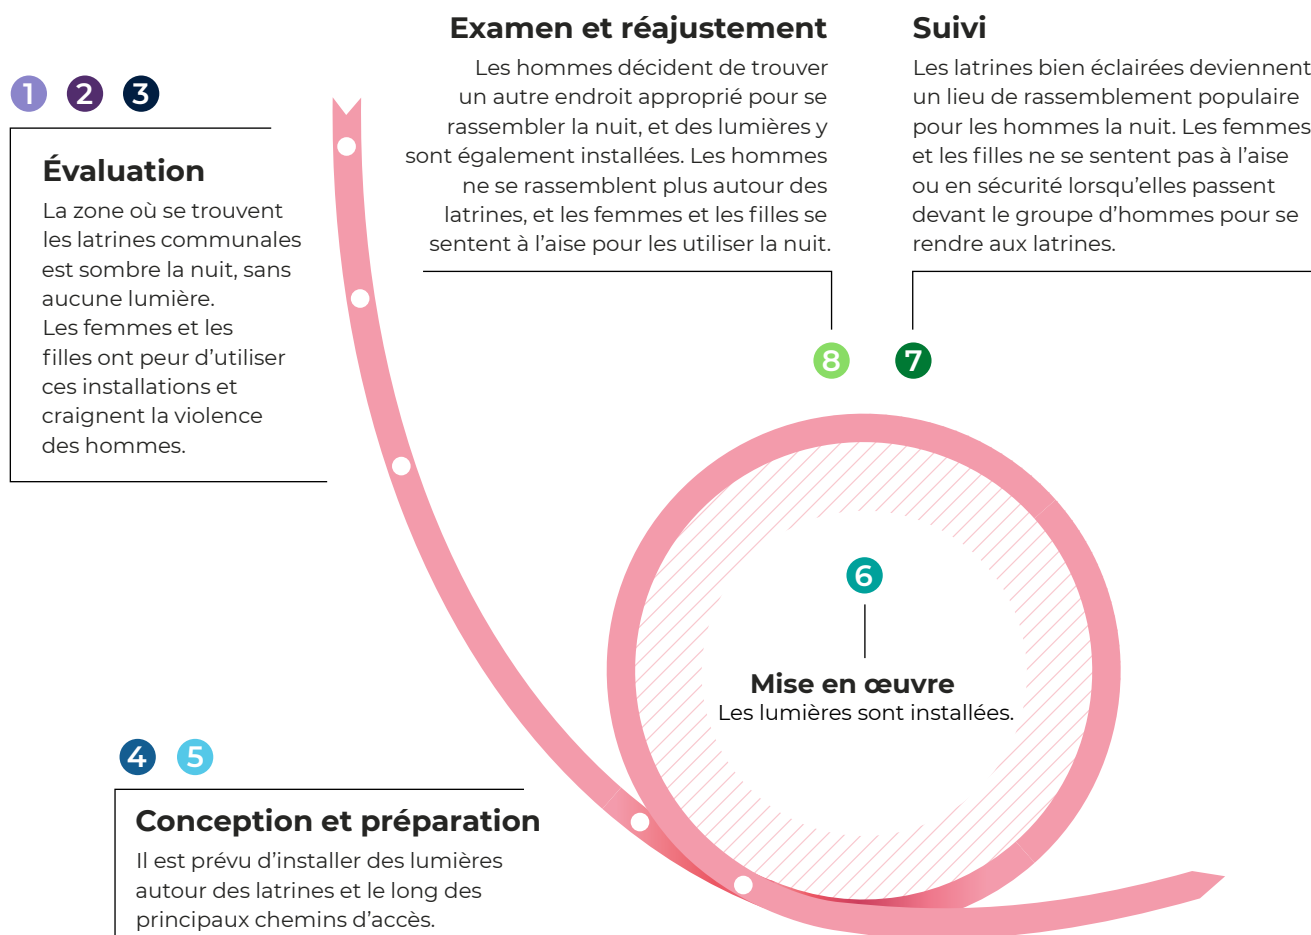 1 2 3
Évaluation
La zone où se trouvent
les latrines communales
est sombre la nuit, sans
aucune lumière.
Les femmes et les
filles ont peur d’utiliser
ces installations et
craignent la violence
des hommes.
4 5
Conception et préparation
Il est prévu d’installer des lumières
autour des latrines et le long des
principaux chemins d’accès.
6
Mise en œuvre
Les lumières sont installées.
Suivi
Les latrines bien éclairées deviennent
un lieu de rassemblement populaire
pour les hommes la nuit. Les femmes
et les filles ne se sentent pas à l’aise
ou en sécurité lorsqu’elles passent
devant le groupe d’hommes pour se
rendre aux latrines.
7
Examen et réajustement
Les hommes décident de trouver
un autre endroit approprié pour se
rassembler la nuit, et des lumières y
sont également installées. Les hommes
ne se rassemblent plus autour des
latrines, et les femmes et les filles se
sentent à l’aise pour les utiliser la nuit.
8